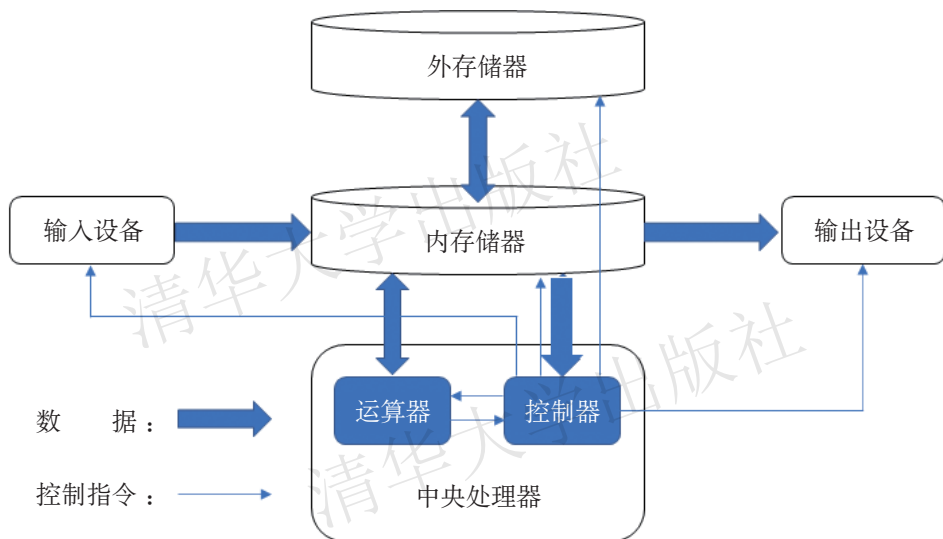 外存储器
输入设备
内存储器
输出设备
运算器
控制器
数 据：
控制指令：
中央处理器
清华大学出版社
清华大学出版社